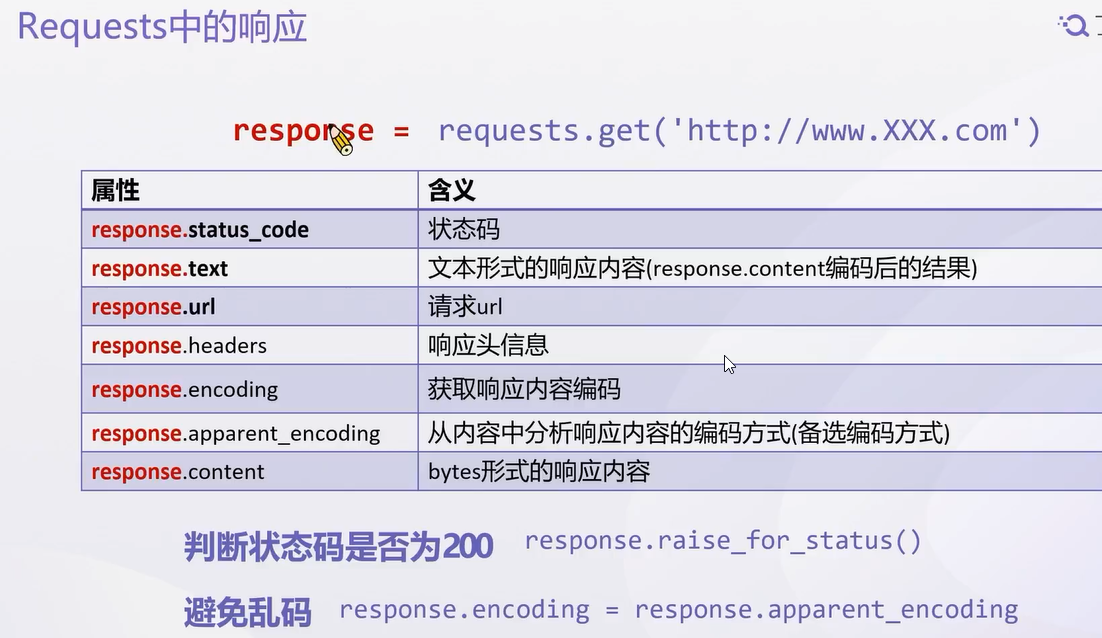 Requests中的响应
response = requests.get('http://www.XXX.com')
属性 含义
response.status_code 状态码
response.text 文本形式的响应内容(response.content编码后的结果)
response.url 请求url
response.headers 响应头信息
response.encoding 获取响应内容编码
response.apparent_encoding 从内容中分析响应内容的编码方式(备选编码方式)
response.content bytes形式的响应内容
判断状态码是否为200 response.raise_for_status()
避免乱码 response.encoding = response.apparent_encoding